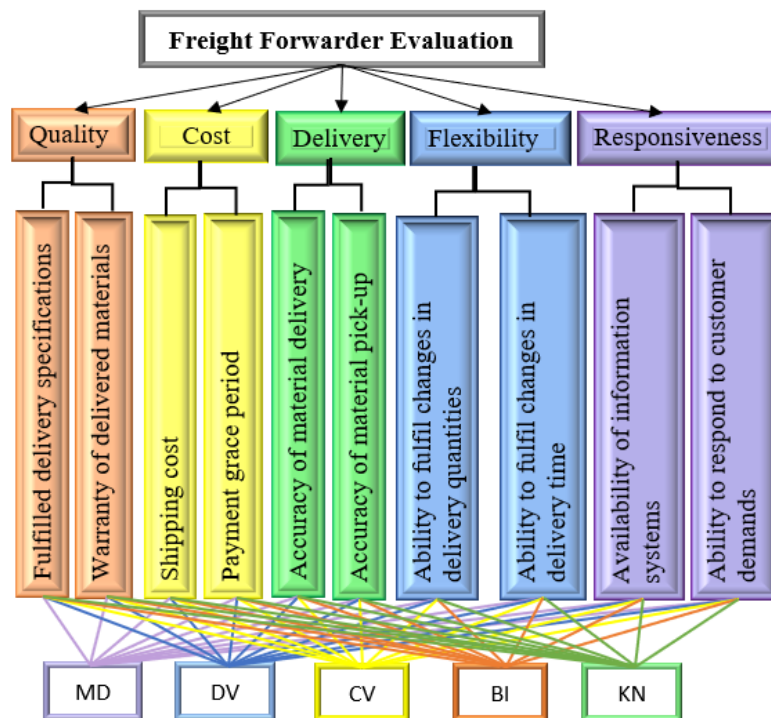 Freight Forwarder Evaluation
Quality
Cost
Delivery
Flexibility
Responsiveness
Fulfilled delivery specifications
Warranty of delivered materials
Shipping cost
Payment grace period
Accuracy of material delivery
Accuracy of material pick-up
Ability to fulfil changes in
delivery quantities
Ability to fulfil changes in
delivery time
Availability of information
systems
Ability to respond to customer
demands
MD
DV
CV
BI
KN